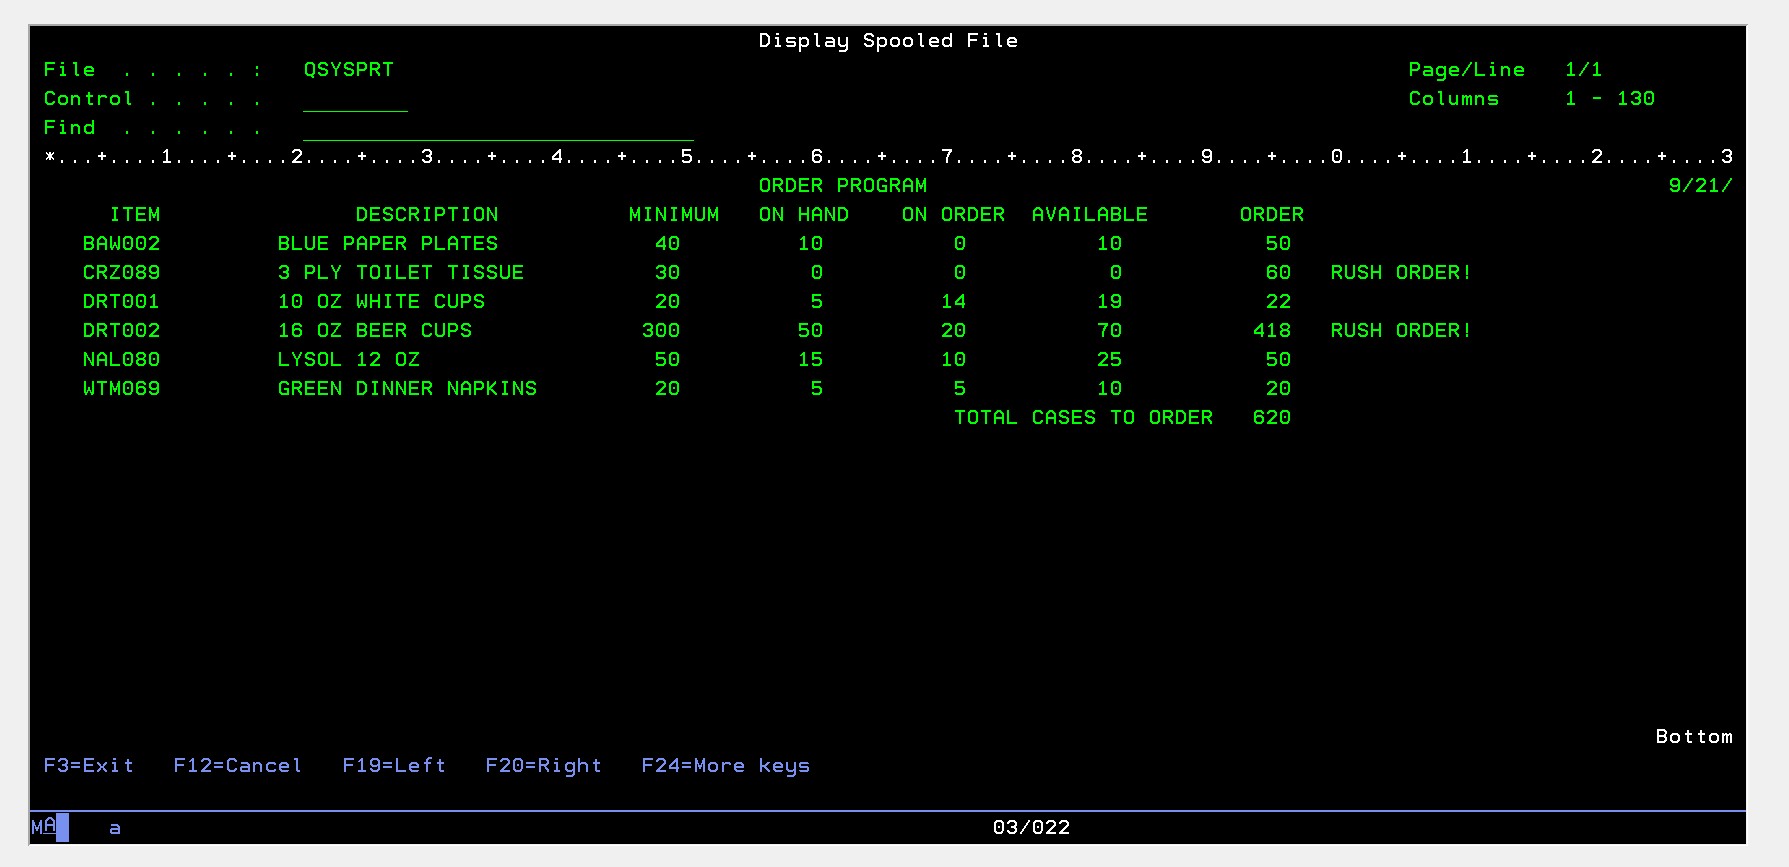 Display Spooled File
File  . . . . . :   QSYSPRT                                                                              Page/Line   1/1
Control . . . . .   ________                                                                             Columns     1 - 130
Find  . . . . . .   ______________________________
*...+....1....+....2....+....3....+....4....+....5....+....6....+....7....+....8....+....9....+....0....+....1....+....2....+....3
ORDER PROGRAM                                                         9/21/
ITEM               DESCRIPTION          MINIMUM   ON HAND    ON ORDER  AVAILABLE       ORDER
BAW002         BLUE PAPER PLATES            40         10          0          10           50
CRZ089         3 PLY TOILET TISSUE          30          0          0           0           60   RUSH ORDER!
DRT001         10 OZ WHITE CUPS             20          5         14          19           22
DRT002         16 OZ BEER CUPS             300         50         20          70          418   RUSH ORDER!
NAL080         LYSOL 12 OZ                  50         15         10          25           50
WTM069         GREEN DINNER NAPKINS         20          5          5          10           20
TOTAL CASES TO ORDER   620
Bottom
F3=Exit   F12=Cancel   F19=Left   F20=Right   F24=More keys
MA   a   03/022